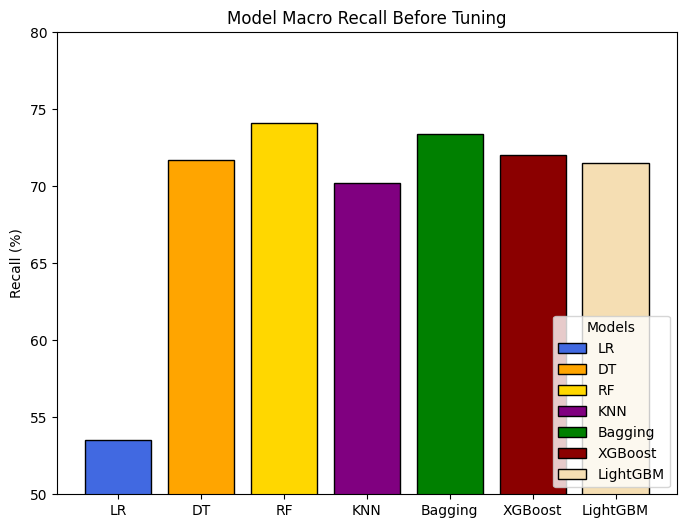 Model Macro Recall Before Tuning
Recall (%)
80
75
70
65
60
55
50
LR DT RF KNN Bagging XGBoost LightGBM
Models
LR
DT
RF
KNN
Bagging
XGBoost
LightGBM